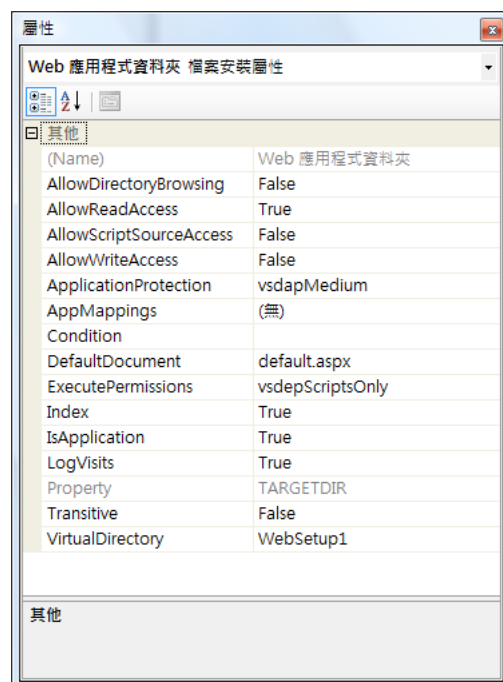 屬性
Web 應用程式資料夾 檔案安裝屬性
其他
(Name) Web 應用程式資料夾
AllowDirectoryBrowsing False
AllowReadAccess True
AllowScriptSourceAccess False
AllowWriteAccess False
ApplicationProtection vsdapMedium
AppMappings (無)
Condition
DefaultDocument default.aspx
ExecutePermissions vsdepScriptsOnly
Index True
IsApplication True
LogVisits True
Property TARGETDIR
Transitive False
VirtualDirectory WebSetup1
其他